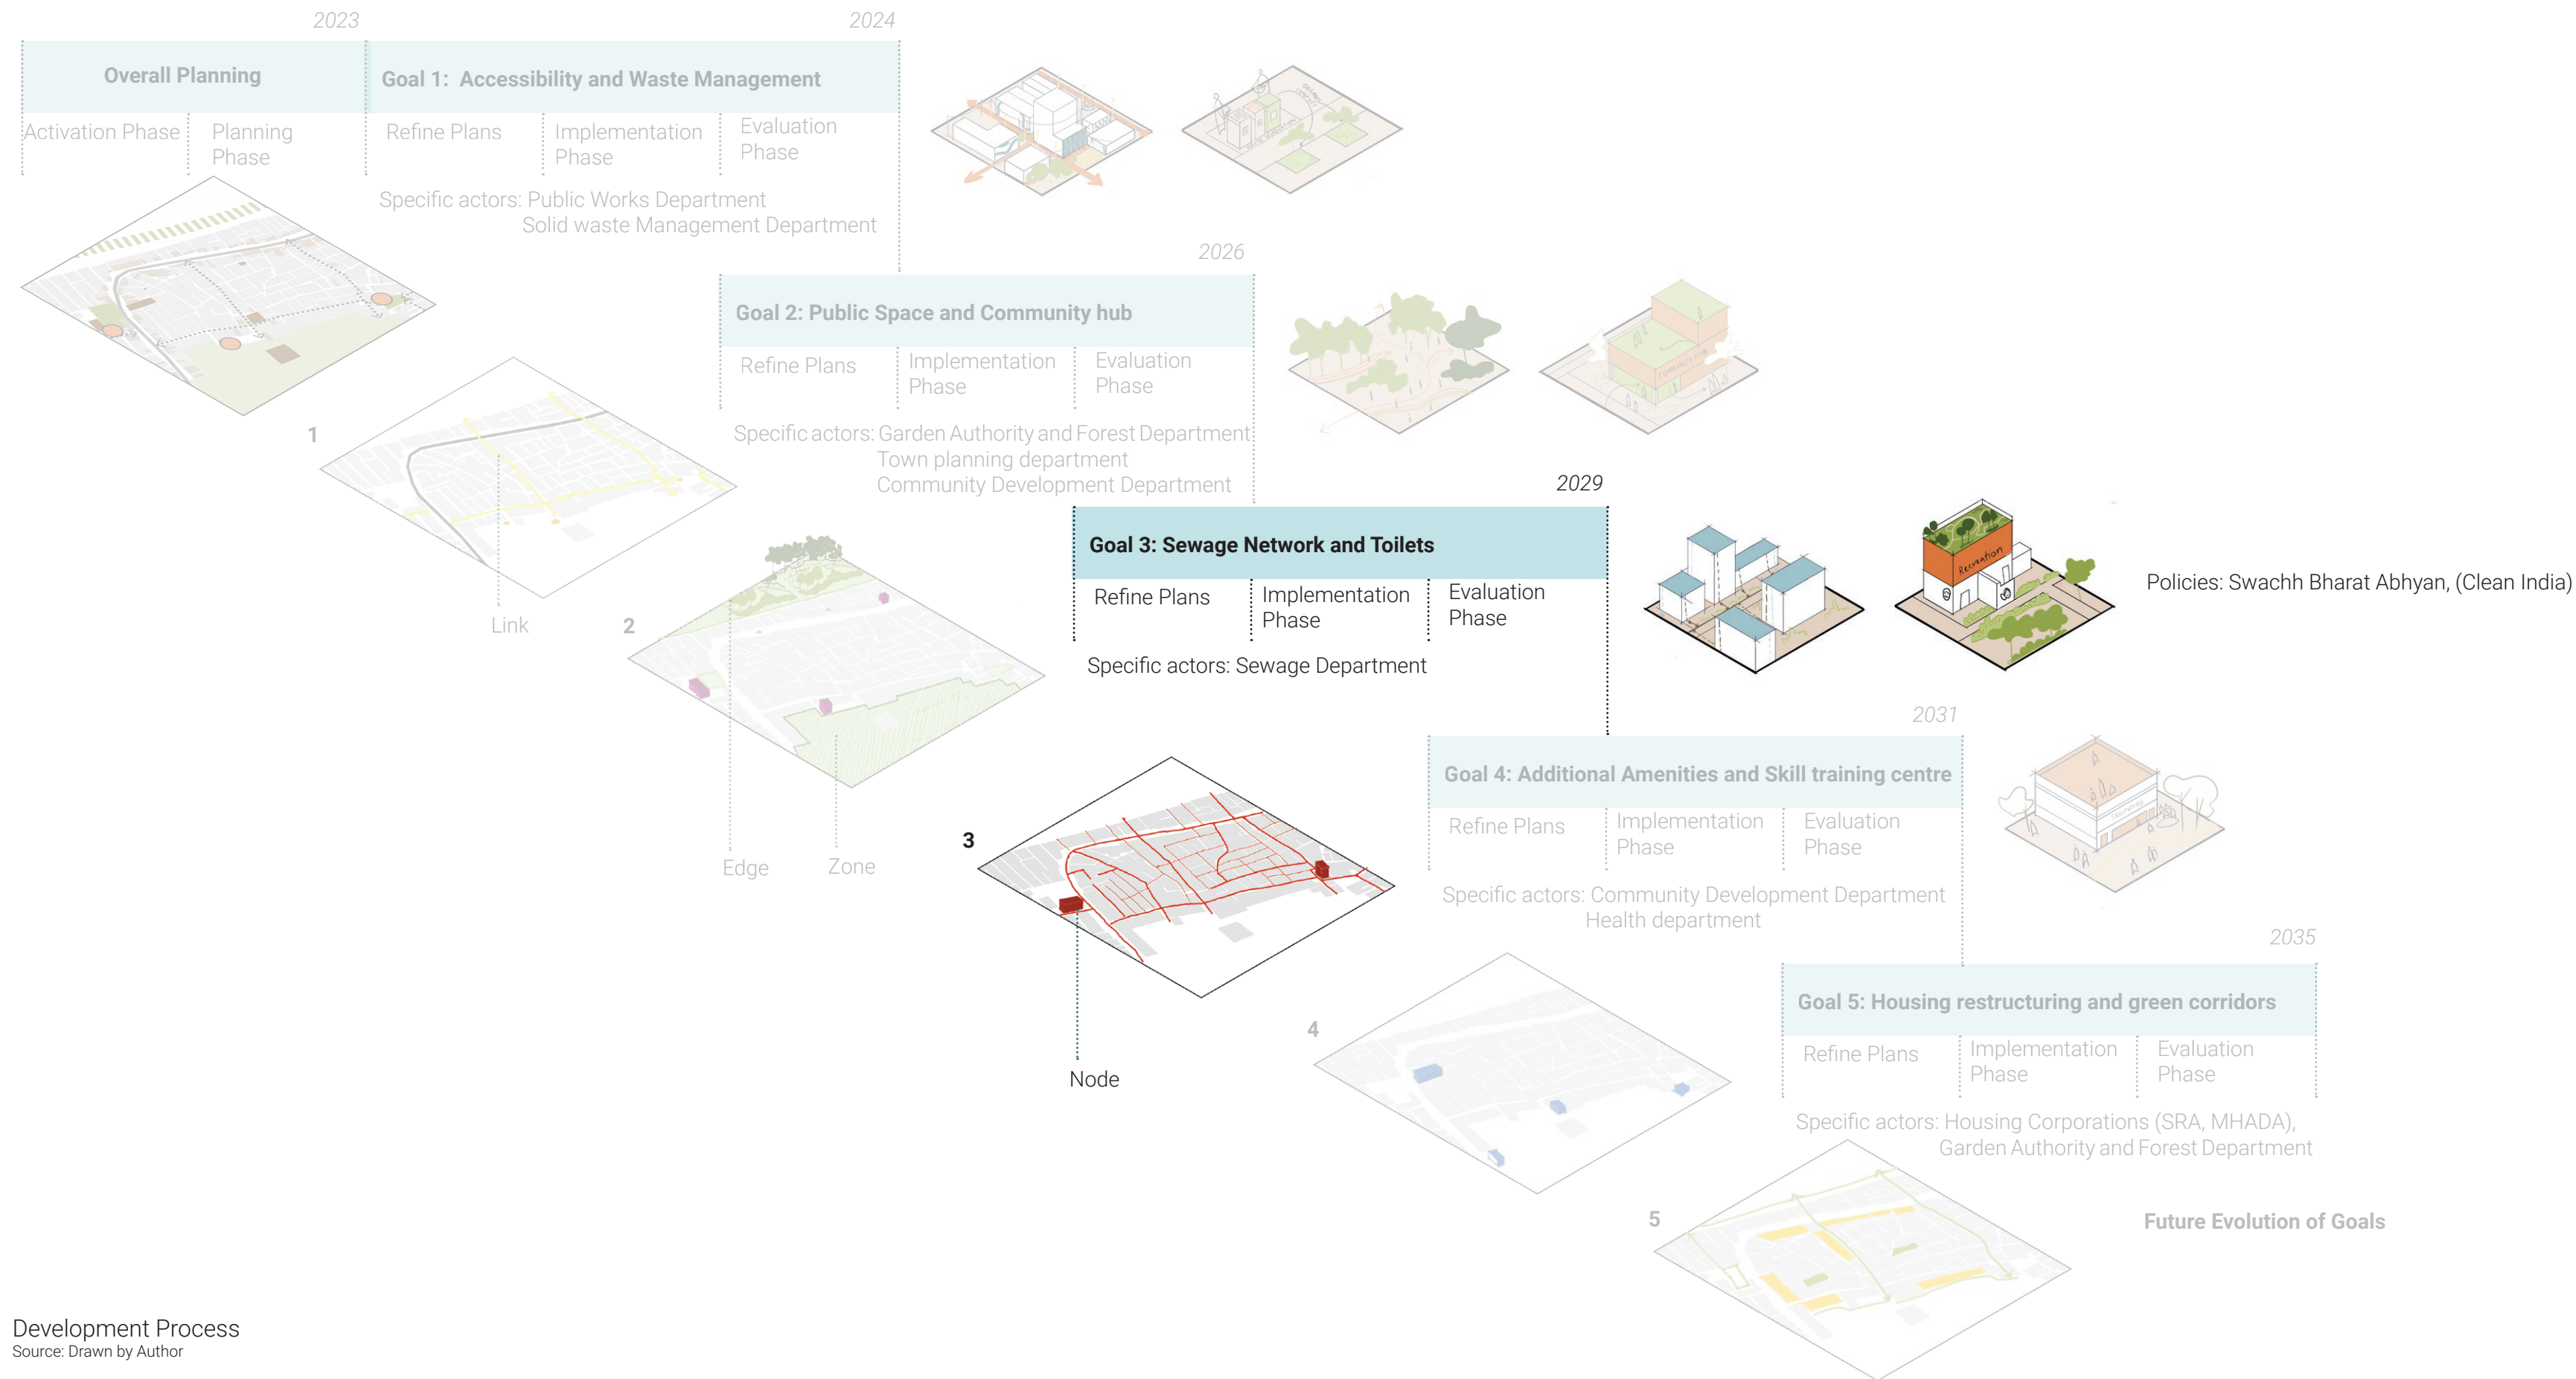 2023
2024
Overall Planning
Goal 1: Accessibility and Waste Management
Activation Phase
Planning
Phase
Refine Plans
Implementation
Phase
Evaluation
Phase
Specific actors: Public Works Department
Solid waste Management Department
2026
Goal 2: Public Space and Community hub
Refine Plans
Implementation
Phase
Evaluation
Phase
COMMUNITY HUB
Specific actors: Garden Authority and Forest Department
Town planning department
Community Development Department
1
Link
2029
Goal 3: Sewage Network and Toilets
Refine Plans
Implementation
Phase
Evaluation
Phase
Recreation
Policies: Swachh Bharat Abhyan, (Clean India)
Specific actors: Sewage Department
2
Edge
Zone
2031
Goal 4: Additional Amenities and Skill training centre
Refine Plans
Implementation
Phase
Evaluation
Phase
Specific actors: Community Development Department
Health department
3
Node
2035
Goal 5: Housing restructuring and green corridors
Refine Plans
Implementation
Phase
Evaluation
Phase
Specific actors: Housing Corporations (SRA, MHADA),
Garden Authority and Forest Department
4
5
Future Evolution of Goals
Development Process
Source: Drawn by Author